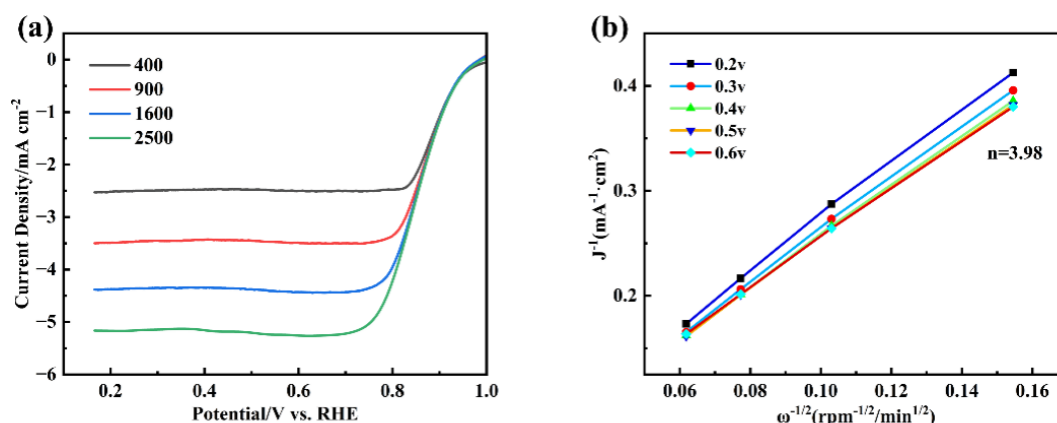 (a)
400
900
1600
2500
0
−1
−2
−3
−4
−5
−6
Current Density/mA cm⁻²
0.2
0.4
0.6
0.8
1.0
Potential/V vs. RHE
(b)
0.2v
0.3v
0.4v
0.5v
0.6v
n=3.98
0.4
0.3
0.2
J⁻¹(mA⁻¹·cm²)
0.06
0.08
0.10
0.12
0.14
0.16
ω⁻¹/²(rpm⁻¹/²/min¹/²)